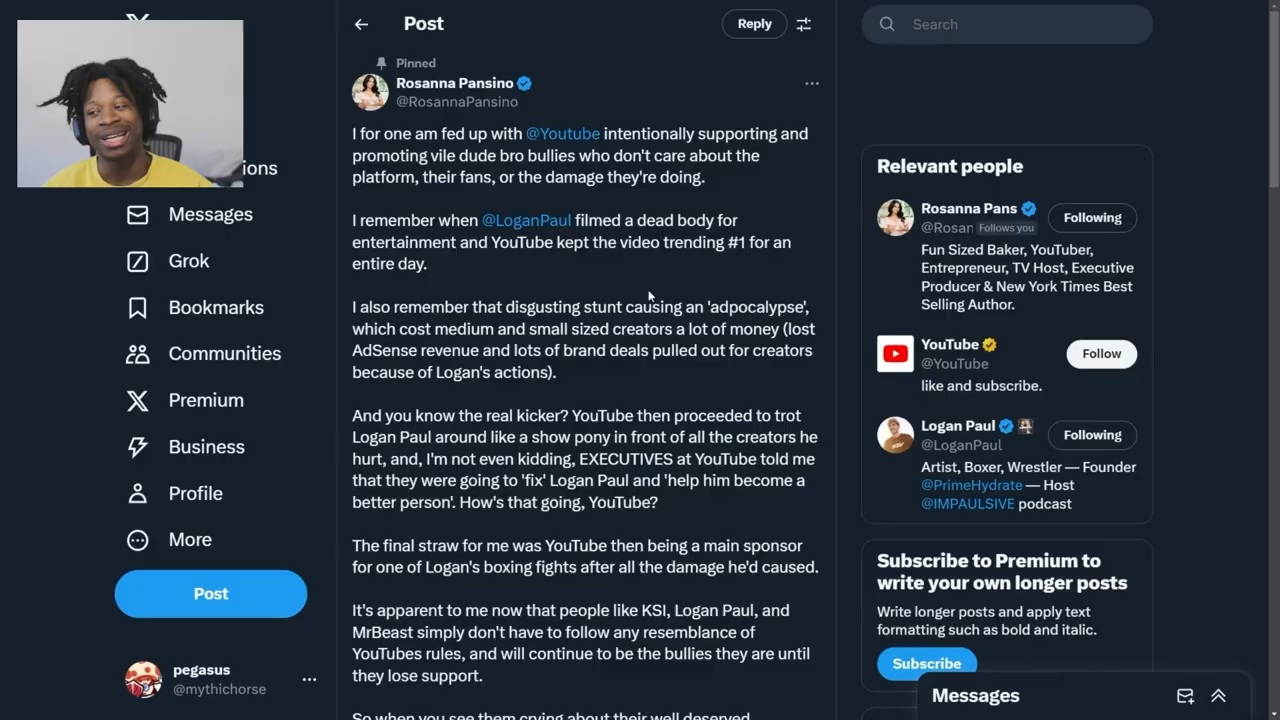 ions
Messages
Grok
Bookmarks
Communities
Premium
Business
Profile
More
Post
pegasus
@mythichorse
Post
Reply
Pinned
Rosanna Pansino
@RosannaPansino
I for one am fed up with @Youtube intentionally supporting and
promoting vile dude bro bullies who don't care about the
platform, their fans, or the damage they're doing.
I remember when @LoganPaul filmed a dead body for
entertainment and YouTube kept the video trending #1 for an
entire day.
I also remember that disgusting stunt causing an 'adpocalypse',
which cost medium and small sized creators a lot of money (lost
AdSense revenue and lots of brand deals pulled out for creators
because of Logan's actions).
And you know the real kicker? YouTube then proceeded to trot
Logan Paul around like a show pony in front of all the creators he
hurt, and, I'm not even kidding, EXECUTIVES at YouTube told me
that they were going to 'fix' Logan Paul and 'help him become a
better person'. How's that going, YouTube?
The final straw for me was YouTube then being a main sponsor
for one of Logan's boxing fights after all the damage he'd caused.
It's apparent to me now that people like KSI, Logan Paul, and
MrBeast simply don't have to follow any resemblance of
YouTubes rules, and will continue to be the bullies they are until
they lose support.
So when you see them crying about their well deserved
Search
Relevant people
Rosanna Pans
@Rosar Follows you
Following
Fun Sized Baker, YouTuber,
Entrepreneur, TV Host, Executive
Producer & New York Times Best
Selling Author.
YouTube
@YouTube
Follow
like and subscribe.
Logan Paul
@LoganPaul
Following
Artist, Boxer, Wrestler — Founder
@PrimeHydrate — Host
@IMPAULSIVE podcast
Subscribe to Premium to
write your own longer posts
Write longer posts and apply text
formatting such as bold and italic.
Subscribe
Messages